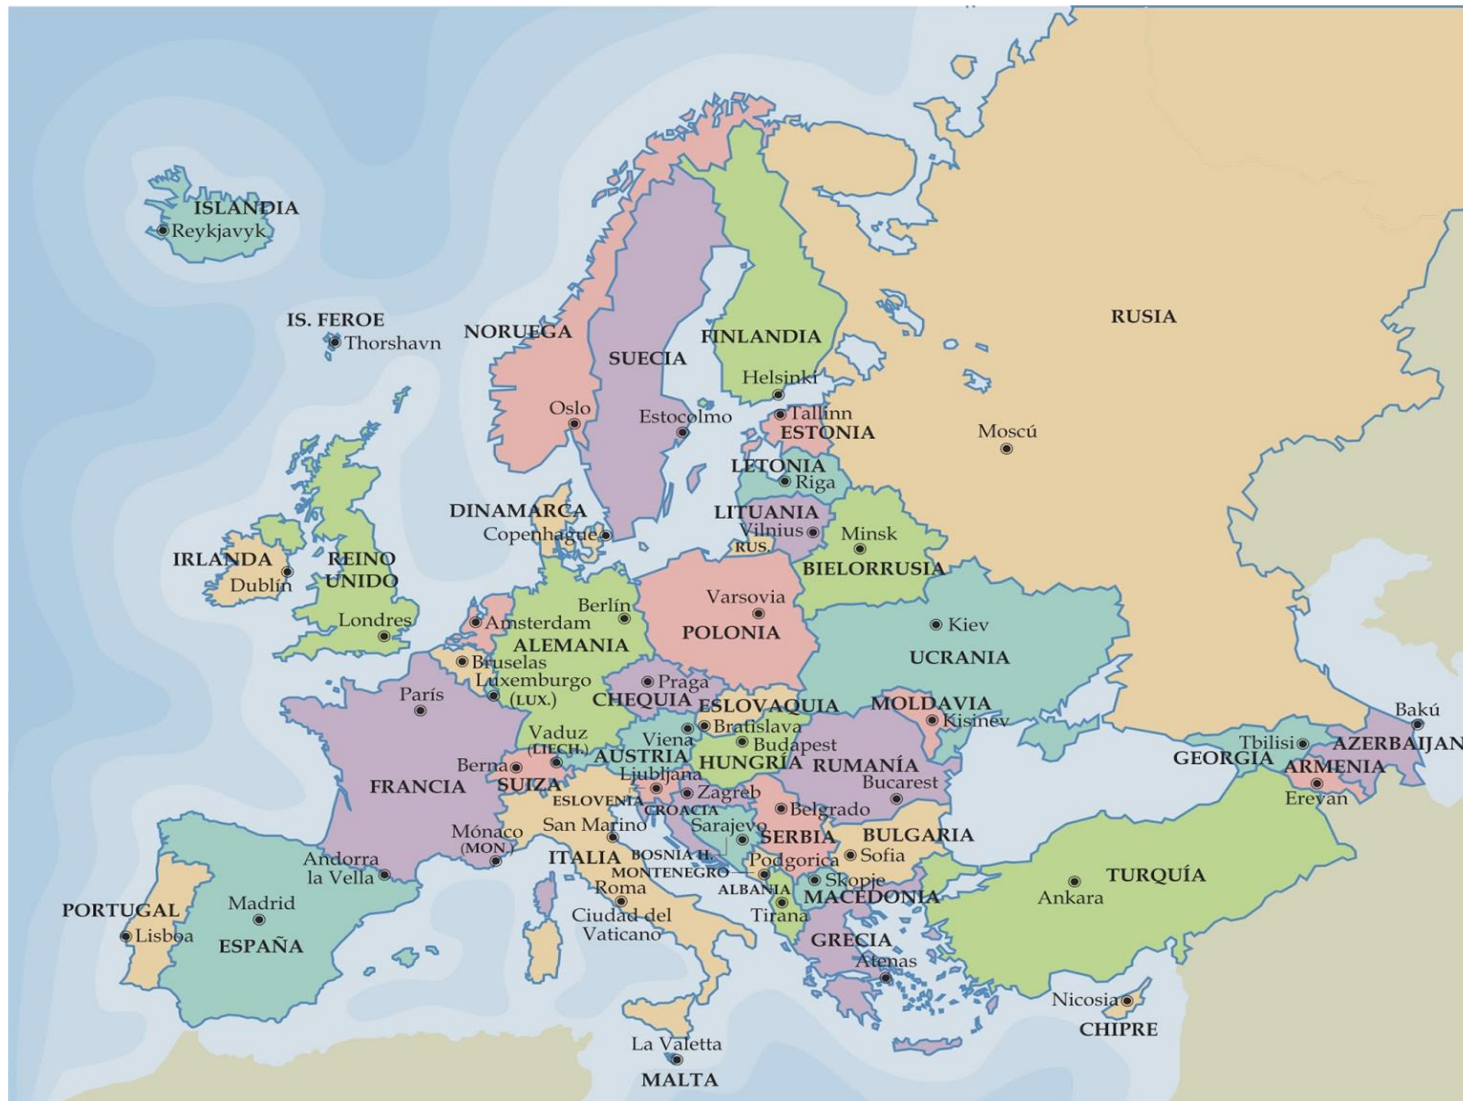 ISLANDIA
Reykjavyk
IS. FEROE
Thorshavn
NORUEGA
SUECIA
FINLANDIA
RUSIA
Helsinki
Oslo
Estocolmo
Tallinn
ESTONIA
Moscú
LETONIA
Riga
DINAMARCA
Copenhague
LITUANIA
Vilnius
RUS.
Minsk
BIELORRUSIA
IRLANDA
Dublín
REINO
UNIDO
Londres
Amsterdam
Berlín
ALEMANIA
Varsovia
POLONIA
Kiev
UCRANIA
Bruselas
Luxemburgo
(LUX.)
París
Praga
CHEQUIA
ESLOVAQUIA
Bratislava
MOLDAVIA
Kisinev
Vaduz
(LIECH.)
Viena
AUSTRIA
Budapest
HUNGRÍA
RUMANÍA
Bucarest
Bakú
Tbilisi
GEORGIA
AZERBAIJAN
ARMENIA
Erevan
FRANCIA
Berna
SUIZA
Ljubljana
ESLOVENIA
Zagreb
CROACIA
Belgrado
SERBIA
San Marino
Sarajevo
BOSNIA H.
BULGARIA
Sofia
Mónaco
(MON.)
ITALIA
Podgorica
MONTENEGRO
ALBANIA
Skopje
MACEDONIA
Tirana
Andorra
la Vella
Roma
Ciudad del
Vaticano
PORTUGAL
Lisboa
Madrid
ESPAÑA
GRECIA
Atenas
TURQUÍA
Ankara
Nicosia
CHIPRE
La Valetta
MALTA